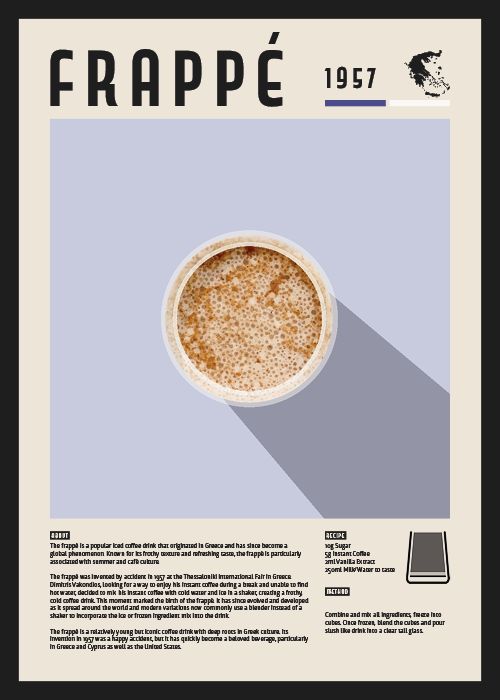 FRAPPÉ
1957
ABOUT
The frappé is a popular iced coffee drink that originated in Greece and has since become a
global phenomenon. Known for its frothy texture and refreshing taste, the frappé is particularly
associated with summer and café culture.
The frappé was invented by accident in 1957 at the Thessaloniki International Fair in Greece.
Dimitris Vakondios, looking for a way to enjoy his instant coffee during a break and unable to find
hot water, decided to mix his instant coffee with cold water and ice in a shaker, creating a frothy,
cold coffee drink. This moment marked the birth of the frappé. It has since evolved and developed
as it spread around the world and modern variations now commonly use a blender instead of a
shaker to incorporate the ice or frozen ingredient mix into the drink.
The frappé is a relatively young but iconic coffee drink with deep roots in Greek culture. Its
invention in 1957 was a happy accident, but it has quickly become a beloved beverage, particularly
in Greece and Cyprus as well as the United States.
RECIPE
10g Sugar
5g Instant Coffee
2ml Vanilla Extract
250ml Milk/Water to taste
METHOD
Combine and mix all ingredients, freeze into
cubes. Once frozen, blend the cubes and pour
slush like drink into a clear tall glass.